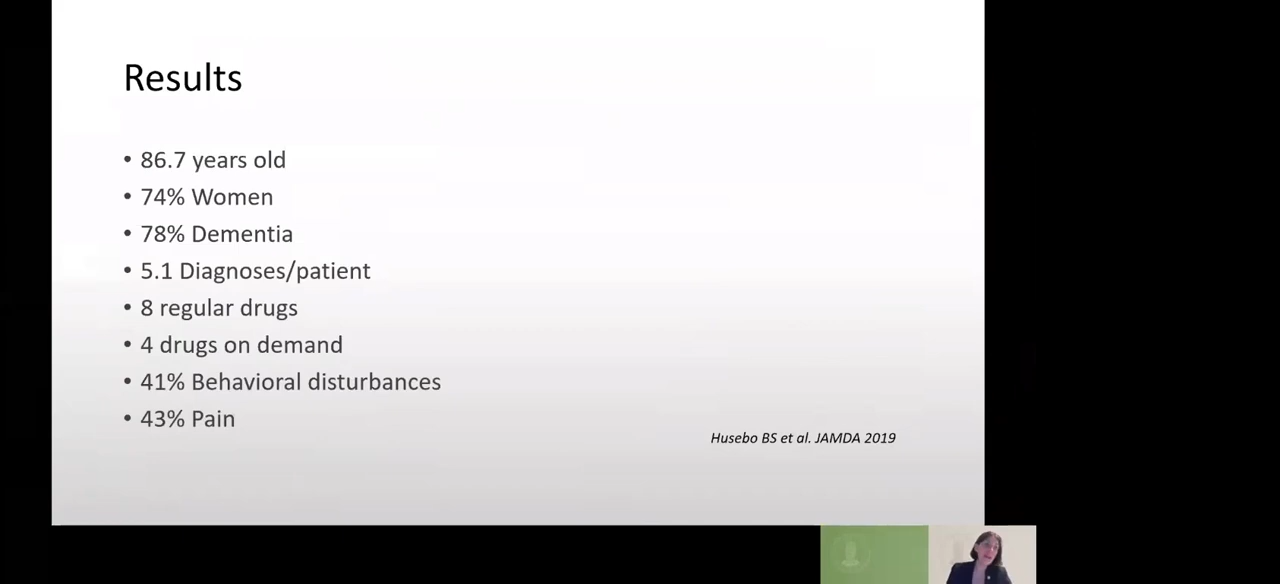 Results
• 86.7 years old
• 74% Women
• 78% Dementia
• 5.1 Diagnoses/patient
• 8 regular drugs
• 4 drugs on demand
• 41% Behavioral disturbances
• 43% Pain
Husebo BS et al. JAMDA 2019